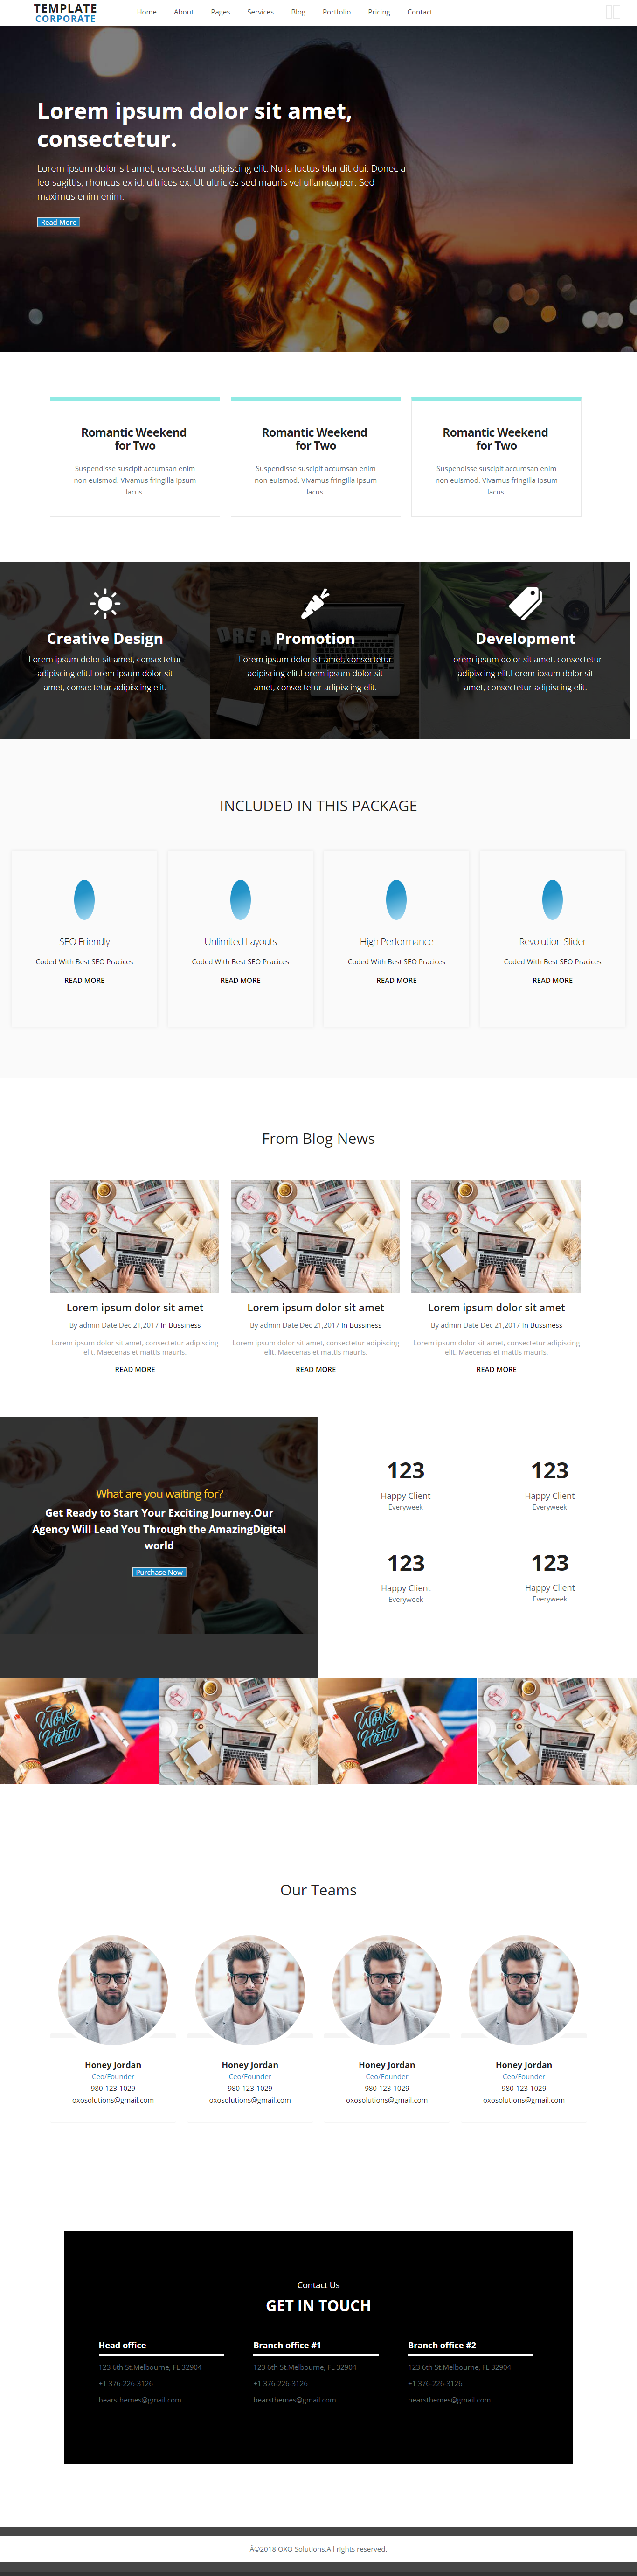 TEMPLATE
CORPORATE
Home About Pages Services Blog Portfolio Pricing Contact
Lorem ipsum dolor sit amet,
consectetur.
Lorem ipsum dolor sit amet, consectetur adipiscing elit. Nulla luctus blandit dui. Donec a
leo sagittis, rhoncus ex id, ultrices ex. Ut ultricies sed mauris vel ullamcorper. Sed
maximus enim enim.
Read More
Romantic Weekend
for Two
Suspendisse suscipit accumsan enim
non euismod. Vivamus fringilla ipsum
lacus.
Romantic Weekend
for Two
Suspendisse suscipit accumsan enim
non euismod. Vivamus fringilla ipsum
lacus.
Romantic Weekend
for Two
Suspendisse suscipit accumsan enim
non euismod. Vivamus fringilla ipsum
lacus.
Creative Design
Lorem ipsum dolor sit amet, consectetur
adipiscing elit.Lorem ipsum dolor sit
amet, consectetur adipiscing elit.
DREAM
Promotion
Lorem ipsum dolor sit amet, consectetur
adipiscing elit.Lorem ipsum dolor sit
amet, consectetur adipiscing elit.
Development
Lorem ipsum dolor sit amet, consectetur
adipiscing elit.Lorem ipsum dolor sit
amet, consectetur adipiscing elit.
INCLUDED IN THIS PACKAGE
SEO Friendly
Coded With Best SEO Pracices
READ MORE
Unlimited Layouts
Coded With Best SEO Pracices
READ MORE
High Performance
Coded With Best SEO Pracices
READ MORE
Revolution Slider
Coded With Best SEO Pracices
READ MORE
From Blog News
Lorem ipsum dolor sit amet
By admin Date Dec 21,2017 In Bussiness
Lorem ipsum dolor sit amet, consectetur adipiscing
elit. Maecenas et mattis mauris.
READ MORE
Lorem ipsum dolor sit amet
By admin Date Dec 21,2017 In Bussiness
Lorem ipsum dolor sit amet, consectetur adipiscing
elit. Maecenas et mattis mauris.
READ MORE
Lorem ipsum dolor sit amet
By admin Date Dec 21,2017 In Bussiness
Lorem ipsum dolor sit amet, consectetur adipiscing
elit. Maecenas et mattis mauris.
READ MORE
What are you waiting for?
Get Ready to Start Your Exciting Journey.Our
Agency Will Lead You Through the AmazingDigital
world
Purchase Now
123
Happy Client
Everyweek
123
Happy Client
Everyweek
123
Happy Client
Everyweek
123
Happy Client
Everyweek
Work
Hard
Work
Hard
Our Teams
Honey Jordan
Ceo/Founder
980-123-1029
oxosolutions@gmail.com
Honey Jordan
Ceo/Founder
980-123-1029
oxosolutions@gmail.com
Honey Jordan
Ceo/Founder
980-123-1029
oxosolutions@gmail.com
Honey Jordan
Ceo/Founder
980-123-1029
oxosolutions@gmail.com
Contact Us
GET IN TOUCH
Head office
123 6th St.Melbourne, FL 32904
+1 376-226-3126
bearsthemes@gmail.com
Branch office #1
123 6th St.Melbourne, FL 32904
+1 376-226-3126
bearsthemes@gmail.com
Branch office #2
123 6th St.Melbourne, FL 32904
+1 376-226-3126
bearsthemes@gmail.com
Â©2018 OXO Solutions.All rights reserved.